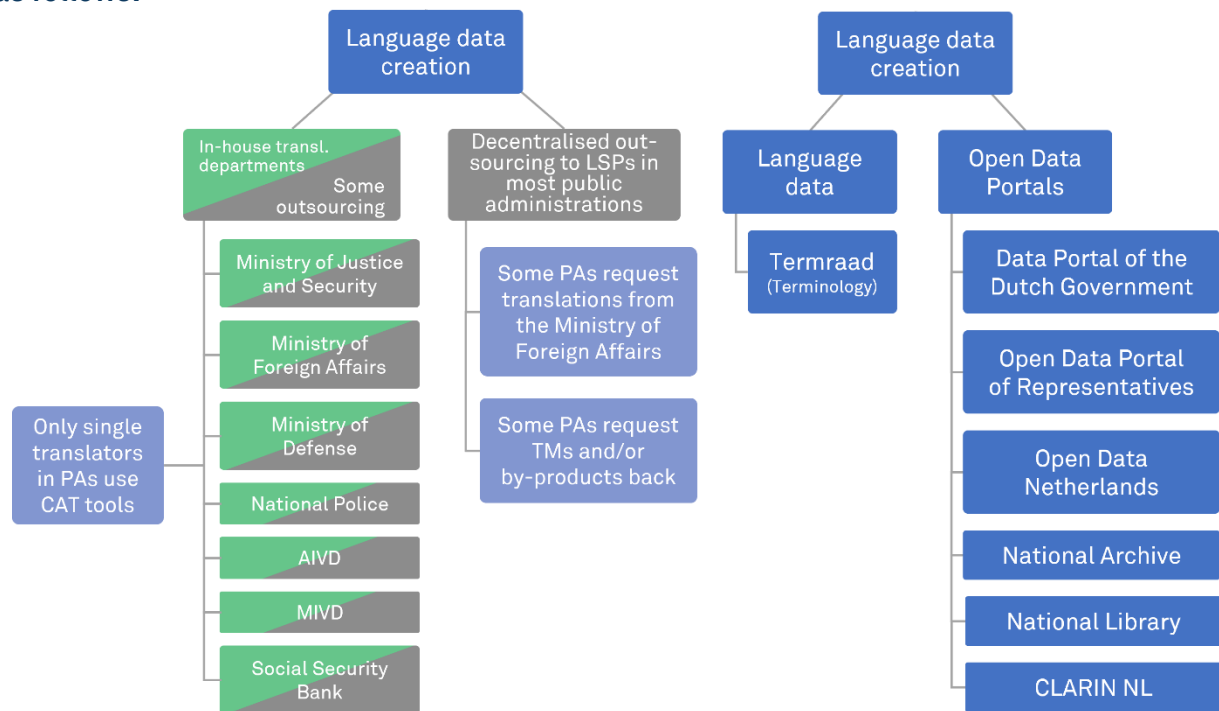 Language data
creation
In-house transl.
departments
Some
outsourcing
Ministry of Justice
and Security
Ministry of
Foreign Affairs
Ministry of
Defense
National Police
AIVD
MIVD
Social Security
Bank
Only single
translators
in PAs use
CAT tools
Decentralised out-
sourcing to LSPs in
most public
administrations
Some PAs request
translations from
the Ministry of
Foreign Affairs
Some PAs request
TMs and/or
by-products back
Language data
creation
Language
data
Termraad
(Terminology)
Open Data
Portals
Data Portal of the
Dutch Government
Open Data Portal
of Representatives
Open Data
Netherlands
National Archive
National Library
CLARIN NL